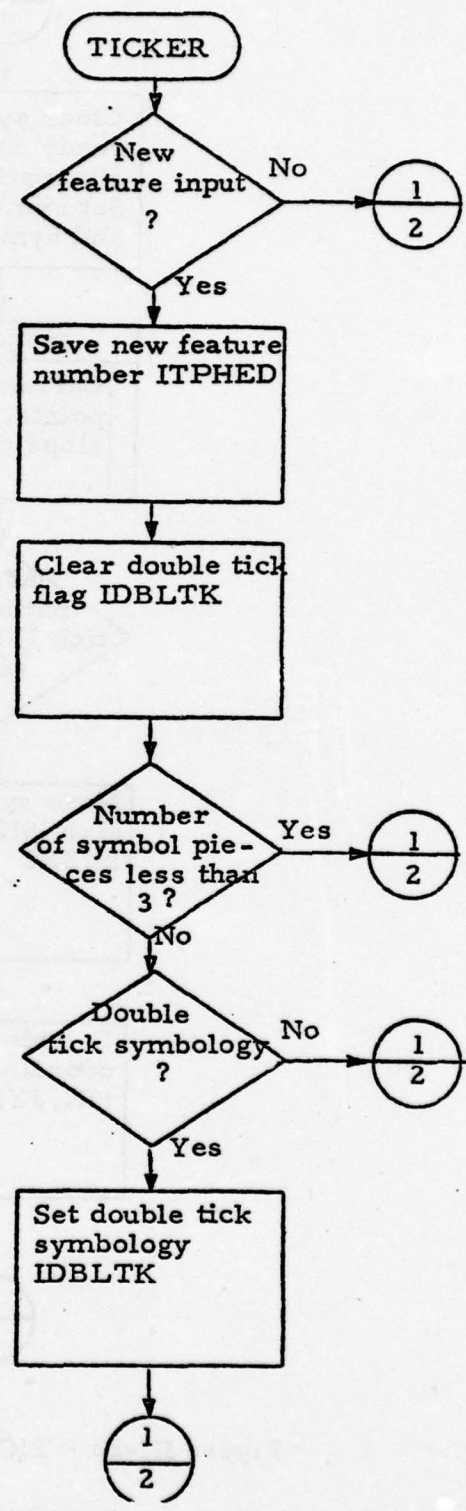 TICKER
New
feature input
?
No
1
2
Yes
Save new feature
number ITPHED
Clear double tick
flag IDBLTK
Number
of symbol pie-
ces less than
3 ?
Yes
1
2
No
Double
tick symbology
?
No
1
2
Yes
Set double tick
symbology
IDBLTK
1
2